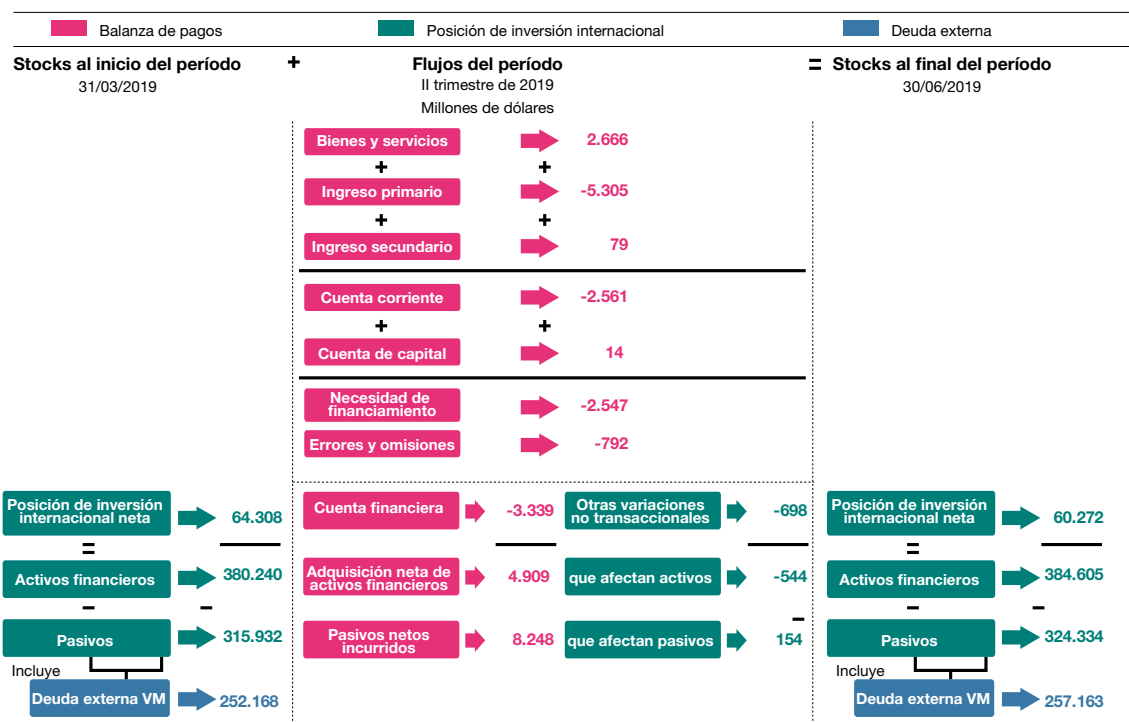 Balanza de pagos
Posición de inversión internacional
Deuda externa
Stocks al inicio del período + Flujos del período = Stocks al final del período
31/03/2019
II trimestre de 2019
30/06/2019
Millones de dólares
Bienes y servicios 2.666
+ +
Ingreso primario -5.305
+ +
Ingreso secundario 79
Cuenta corriente -2.561
+ +
Cuenta de capital 14
Necesidad de
financiamiento -2.547
Errores y omisiones -792
Posición de inversión
internacional neta 64.308
=
Activos financieros 380.240
– –
Pasivos 315.932
Incluye
Deuda externa VM 252.168
Cuenta financiera -3.339
Adquisición neta de
activos financieros 4.909
Pasivos netos
incurridos 8.248
Otras variaciones
no transaccionales -698
que afectan activos -544
–
que afectan pasivos 154
Posición de inversión
internacional neta 60.272
=
Activos financieros 384.605
– –
Pasivos 324.334
Incluye
Deuda externa VM 257.163